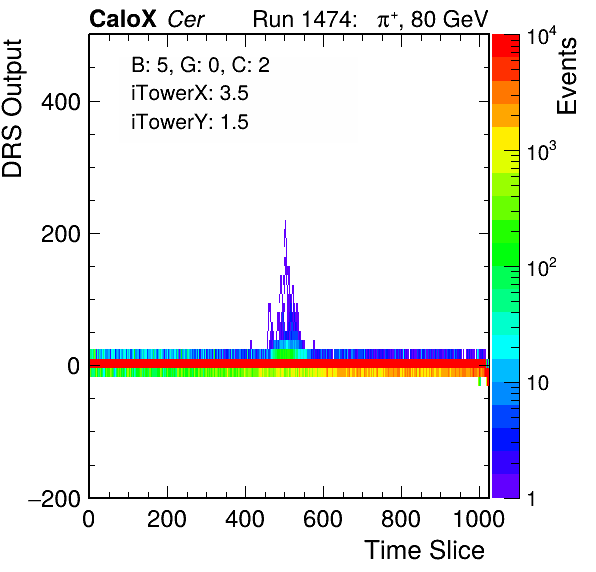 CaloX Cer
Run 1474: π⁺, 80 GeV
B: 5, G: 0, C: 2
iTowerX: 3.5
iTowerY: 1.5
DRS Output
400
200
0
−200
0 200 400 600 800 1000
Time Slice
10⁴
10³
10²
10
1
Events